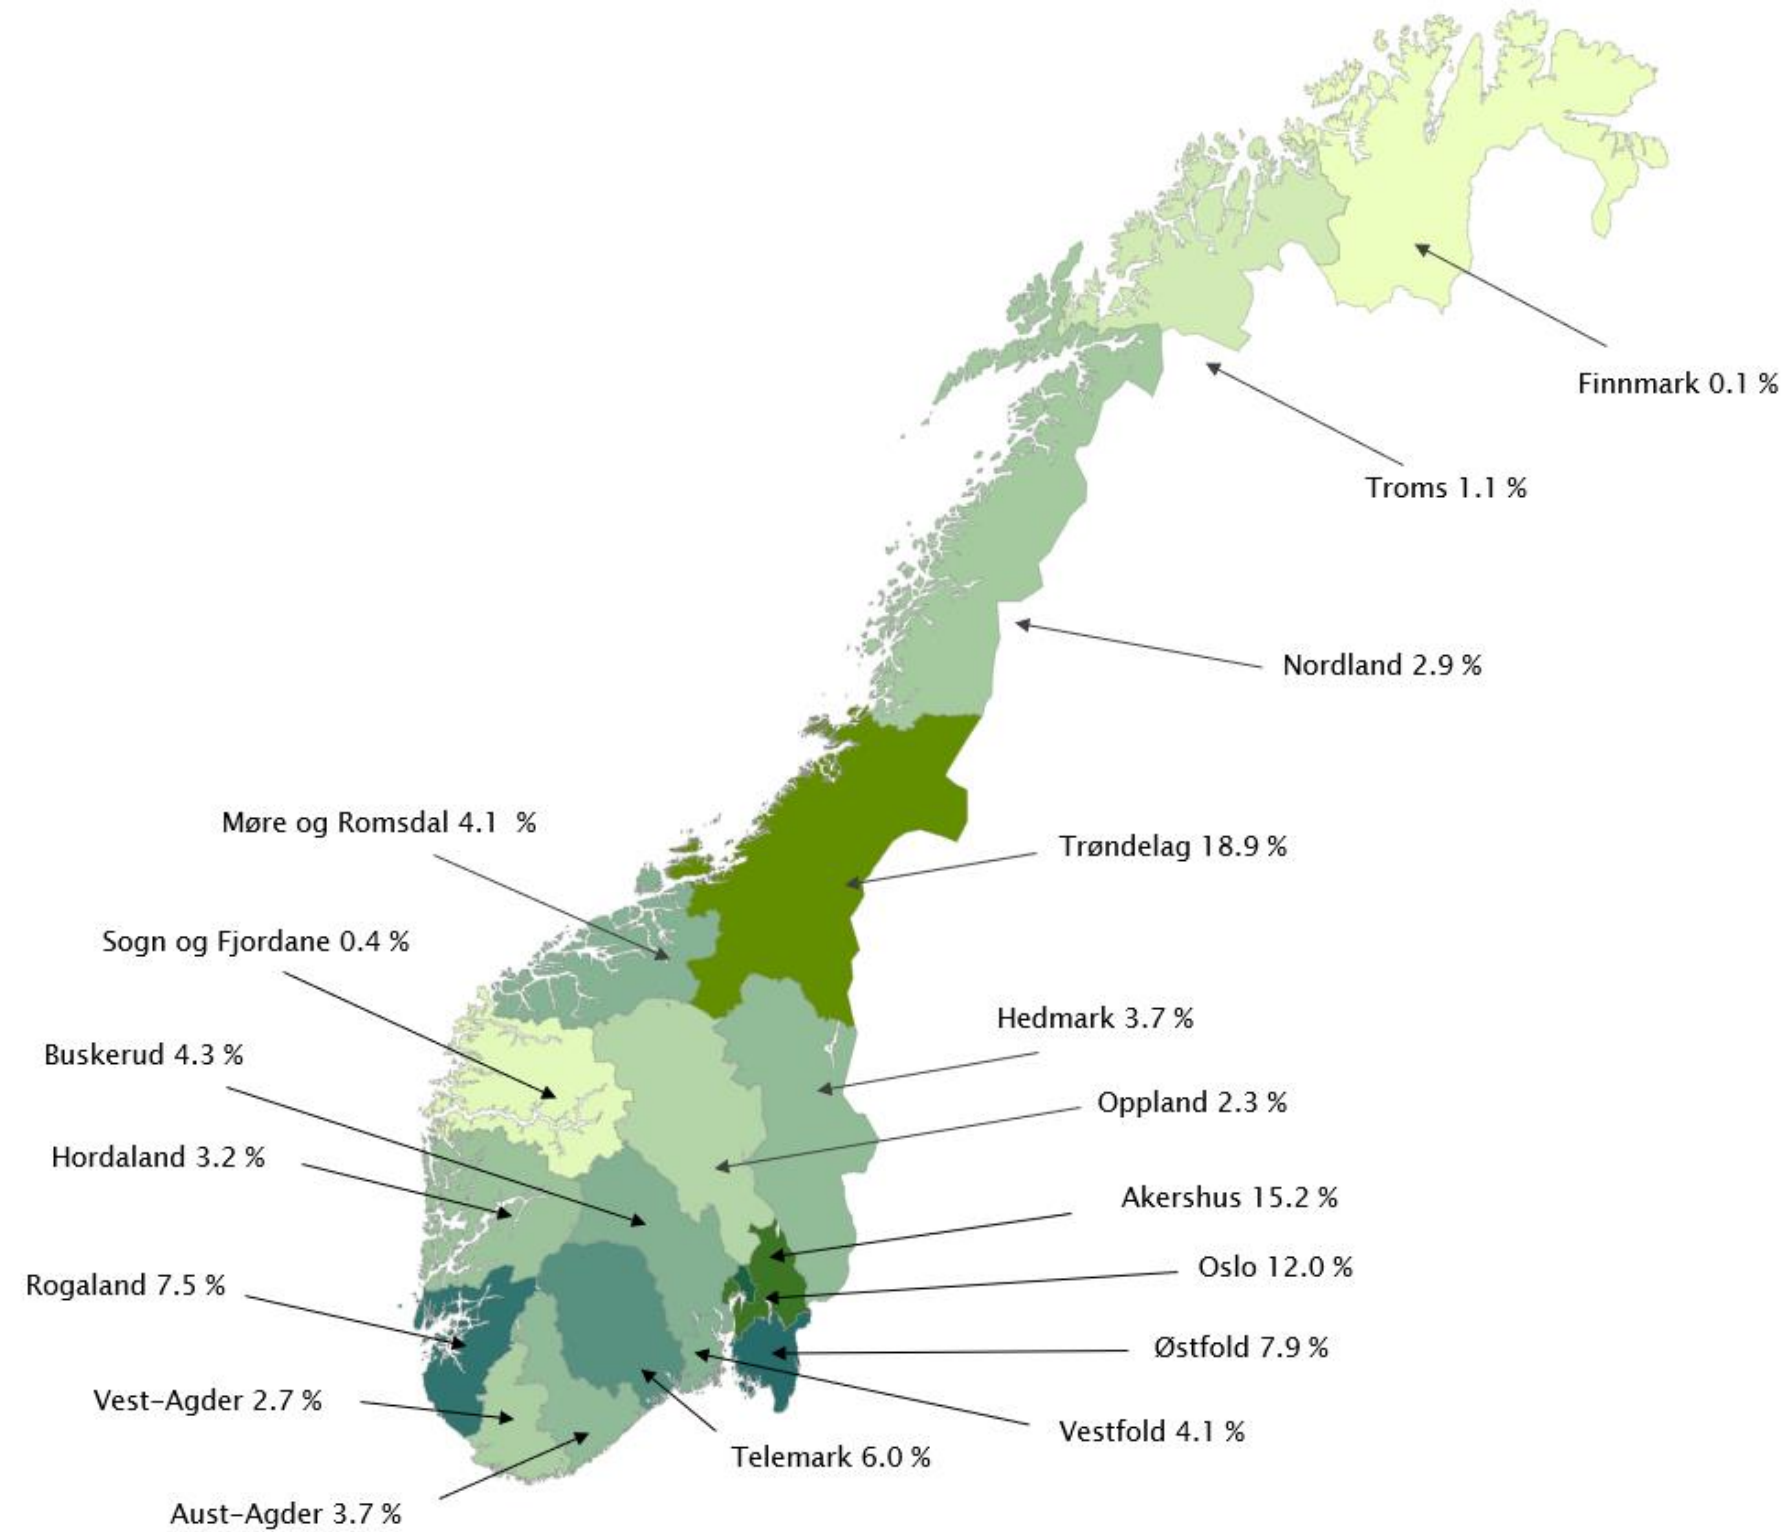 Finnmark 0.1 %
Troms 1.1 %
Nordland 2.9 %
Møre og Romsdal 4.1 %
Trøndelag 18.9 %
Sogn og Fjordane 0.4 %
Hedmark 3.7 %
Buskerud 4.3 %
Oppland 2.3 %
Hordaland 3.2 %
Akershus 15.2 %
Oslo 12.0 %
Rogaland 7.5 %
Østfold 7.9 %
Vest-Agder 2.7 %
Vestfold 4.1 %
Telemark 6.0 %
Aust-Agder 3.7 %